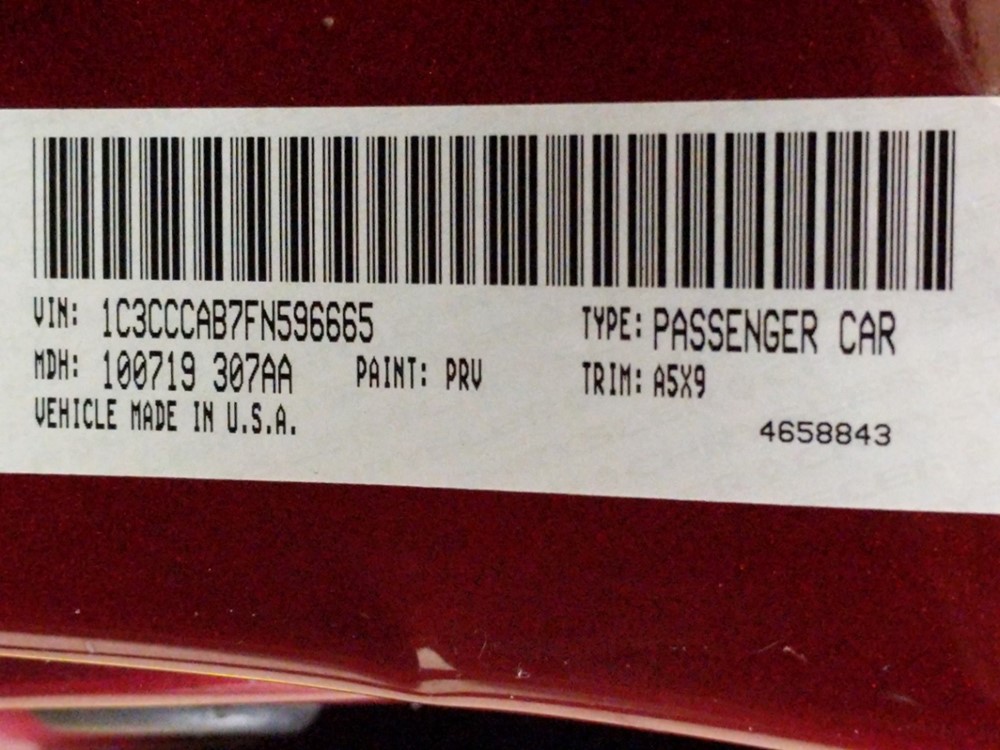 VIN: 1C3CCCAB7FN596665 TYPE: PASSENGER CAR
MDH: 100719 307AA PAINT: PRV TRIM: A5X9
VEHICLE MADE IN U.S.A.
4658843